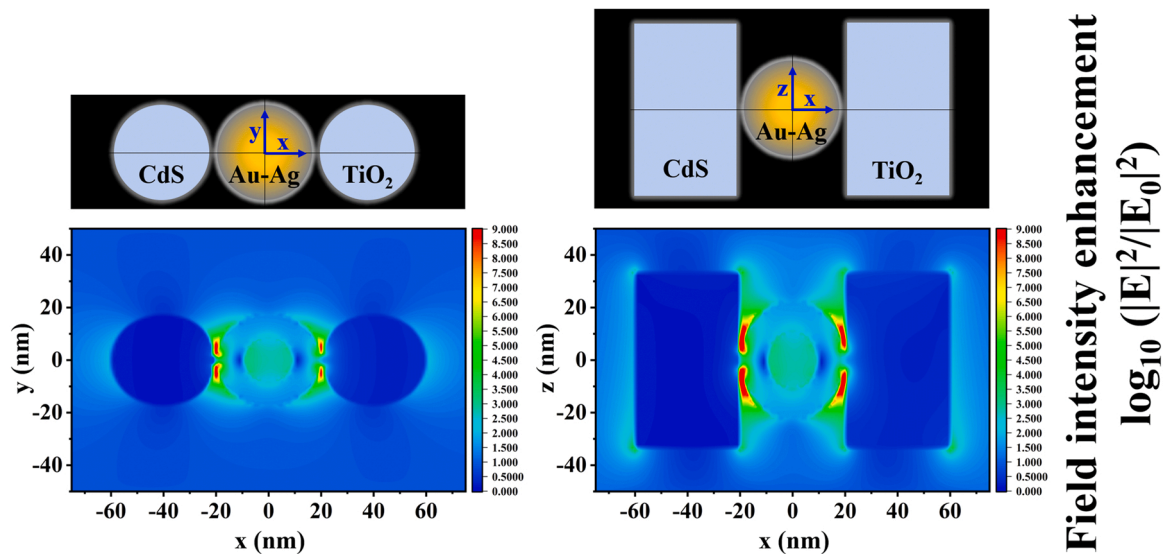 y
x
CdS
Au-Ag
TiO₂
z
x
Au-Ag
CdS
TiO₂
40
20
0
-20
-40
y (nm)
-60 -40 -20 0 20 40 60
x (nm)
9.000
8.500
8.000
7.500
7.000
6.500
6.000
5.500
5.000
4.500
4.000
3.500
3.000
2.500
2.000
1.500
1.000
0.5000
0.000
40
20
0
-20
-40
z (nm)
-60 -40 -20 0 20 40 60
x (nm)
9.000
8.500
8.000
7.500
7.000
6.500
6.000
5.500
5.000
4.500
4.000
3.500
3.000
2.500
2.000
1.500
1.000
0.5000
0.000
Field intensity enhancement
log₁₀ (|E|²/|E₀|²)